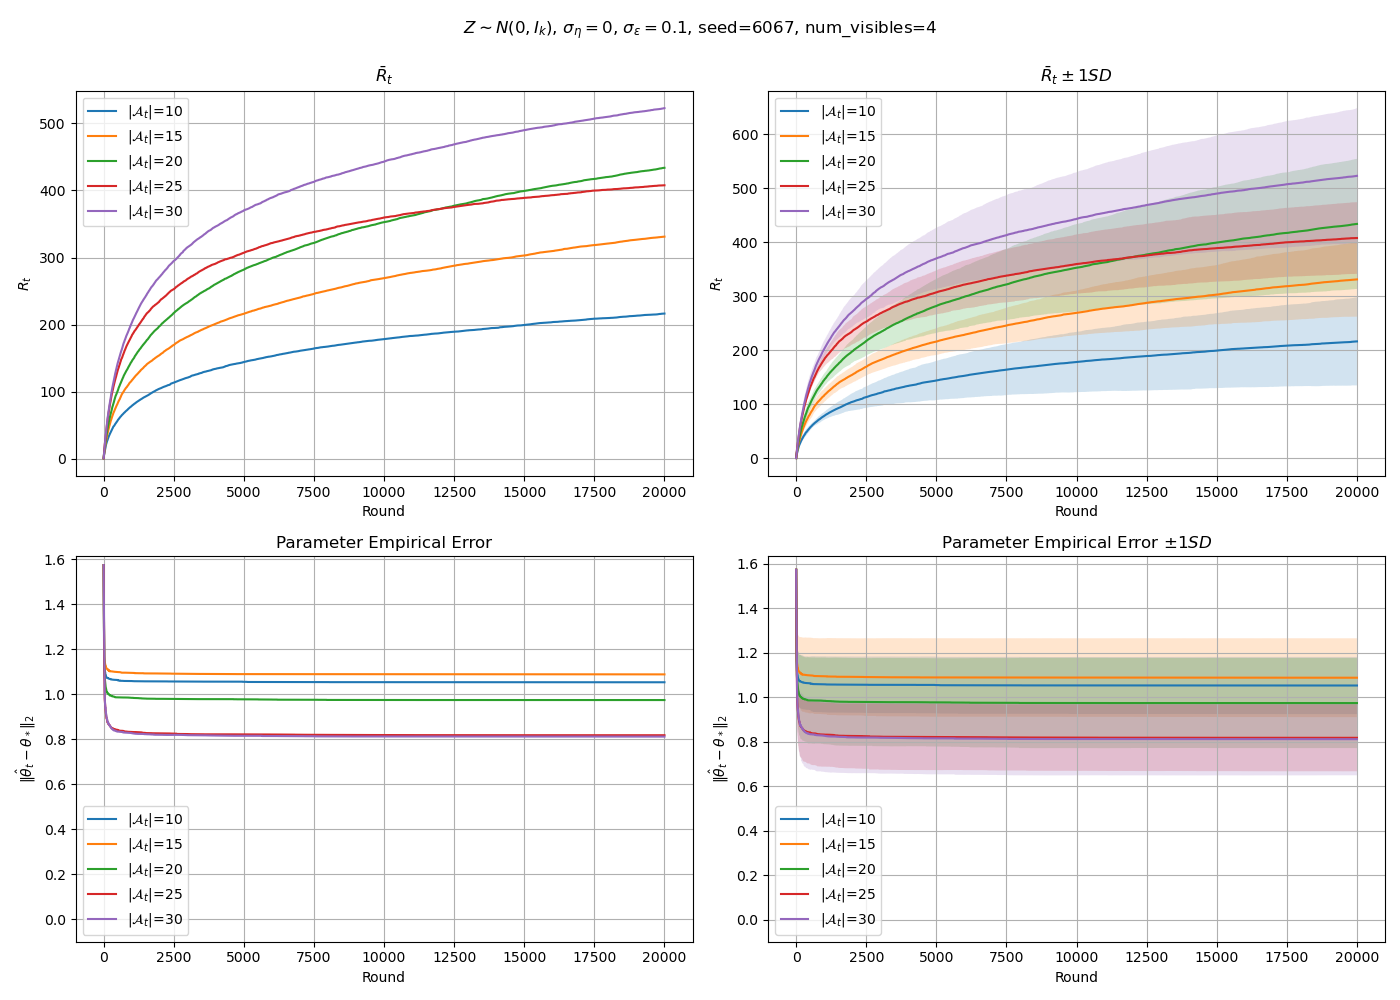 Z ∼ N(0, I_k), σ_η = 0, σ_ε = 0.1, seed=6067, num_visibles=4
R̄_t
R_t
500
400
300
200
100
0
|𝒜_t|=10
|𝒜_t|=15
|𝒜_t|=20
|𝒜_t|=25
|𝒜_t|=30
0 2500 5000 7500 10000 12500 15000 17500 20000
Round
R̄_t ± 1SD
R_t
600
500
400
300
200
100
0
|𝒜_t|=10
|𝒜_t|=15
|𝒜_t|=20
|𝒜_t|=25
|𝒜_t|=30
0 2500 5000 7500 10000 12500 15000 17500 20000
Round
Parameter Empirical Error
‖θ̂_t − θ_*‖_2
1.6
1.4
1.2
1.0
0.8
0.6
0.4
0.2
0.0
|𝒜_t|=10
|𝒜_t|=15
|𝒜_t|=20
|𝒜_t|=25
|𝒜_t|=30
0 2500 5000 7500 10000 12500 15000 17500 20000
Round
Parameter Empirical Error ±1SD
‖θ̂_t − θ_*‖_2
1.6
1.4
1.2
1.0
0.8
0.6
0.4
0.2
0.0
|𝒜_t|=10
|𝒜_t|=15
|𝒜_t|=20
|𝒜_t|=25
|𝒜_t|=30
0 2500 5000 7500 10000 12500 15000 17500 20000
Round